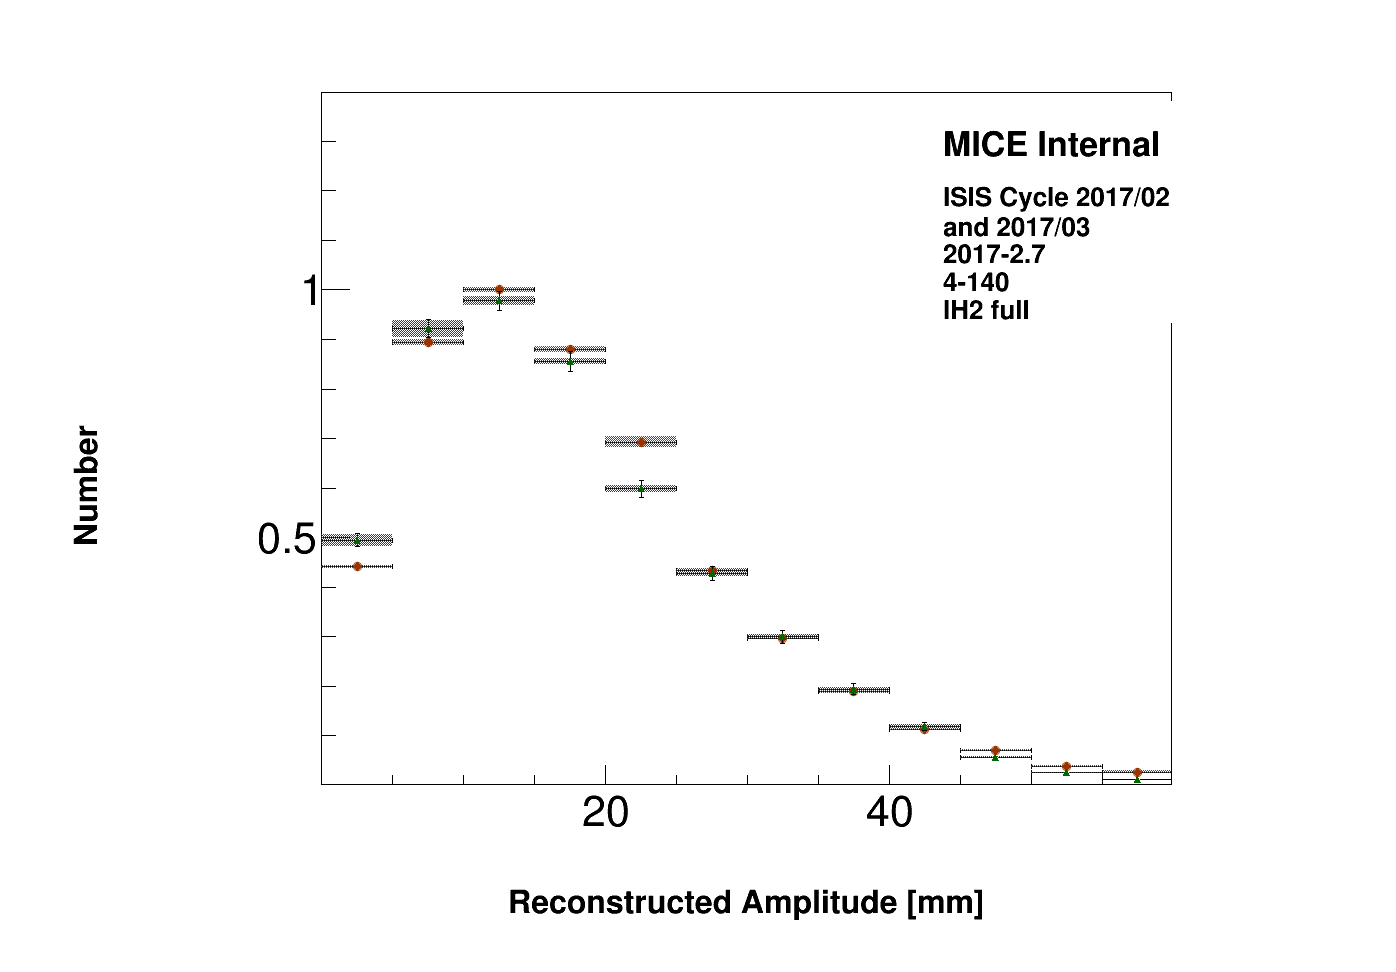 MICE Internal
ISIS Cycle 2017/02
and 2017/03
2017-2.7
4-140
lH2 full
1
0.5
Number
20 40
Reconstructed Amplitude [mm]